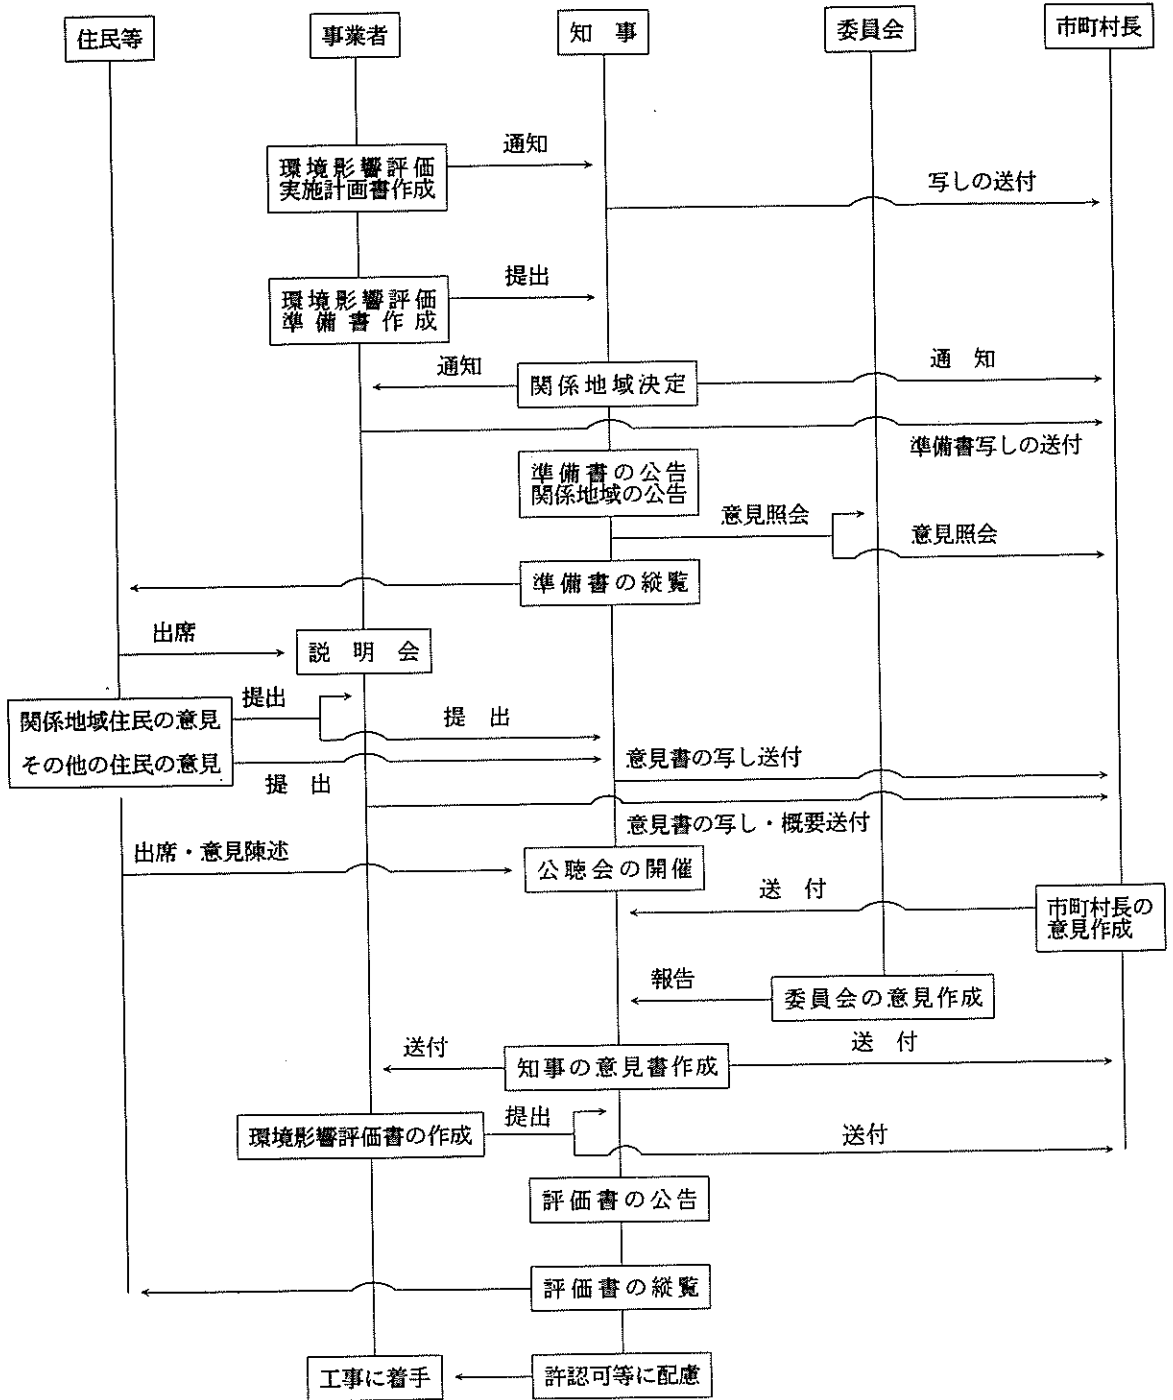 住民等
事業者
知 事
委員会
市町村長
環境影響評価
実施計画書作成
通知
写しの送付
環境影響評価
準備書作成
提出
通知
関係地域決定
通 知
準備書写しの送付
準備書の公告
関係地域の公告
意見照会
意見照会
準備書の縦覧
出席
説 明 会
関係地域住民の意見
その他の住民の意見
提出
提 出
提 出
意見書の写し送付
意見書の写し・概要送付
出席・意見陳述
公聴会の開催
送 付
市町村長の
意見作成
報告
委員会の意見作成
送付
知事の意見書作成
送 付
環境影響評価書の作成
提出
送付
評価書の公告
評価書の縦覧
工事に着手
許認可等に配慮